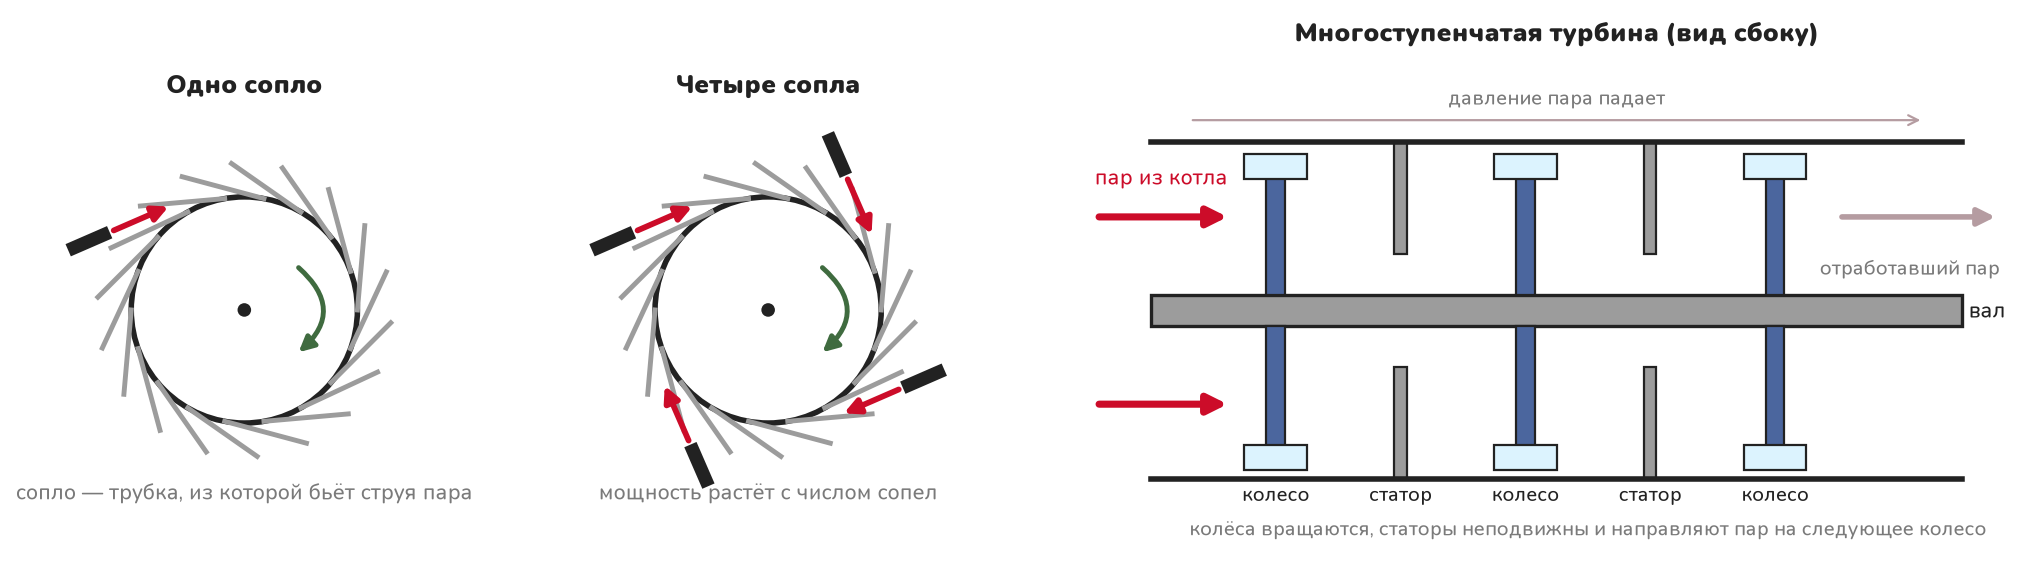 Одно сопло
сопло — трубка, из которой бьёт струя пара
Четыре сопла
мощность растёт с числом сопел
Многоступенчатая турбина (вид сбоку)
давление пара падает
пар из котла
отработавший пар
вал
колесо
статор
колесо
статор
колесо
колёса вращаются, статоры неподвижны и направляют пар на следующее колесо